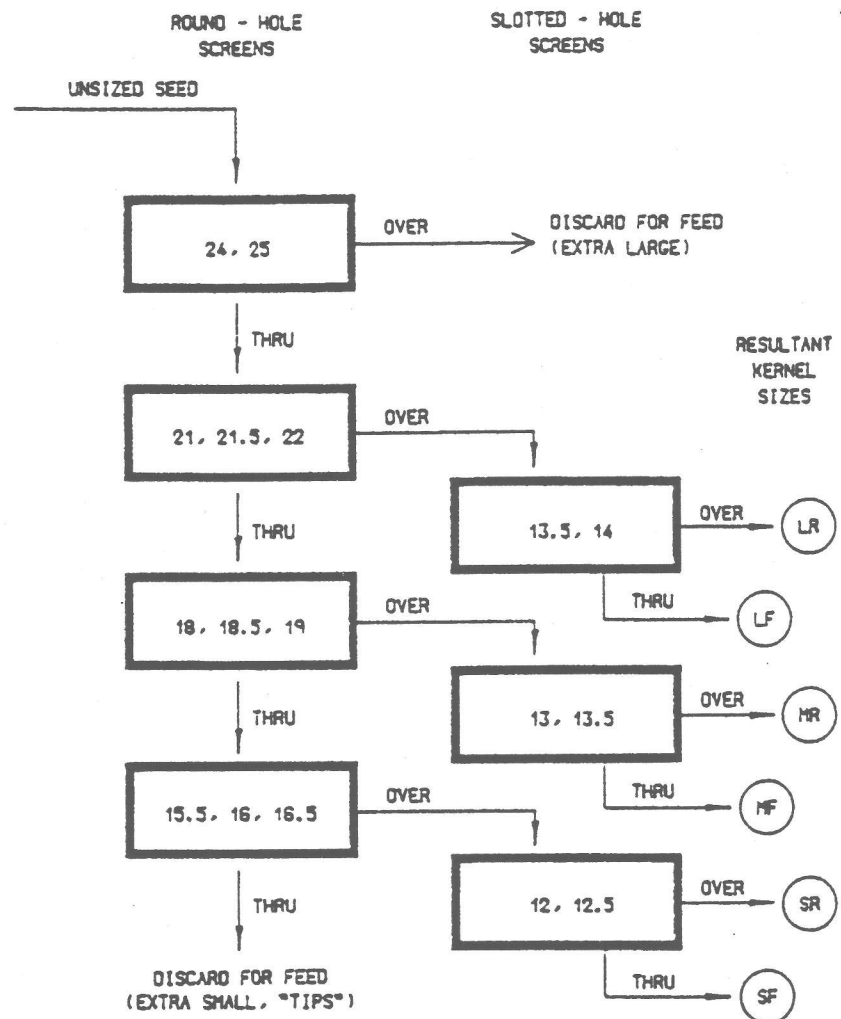 ROUND - HOLE
SCREENS
SLOTTED - HOLE
SCREENS
UNSIZED SEED
24, 25
OVER
DISCARD FOR FEED
(EXTRA LARGE)
THRU
RESULTANT
KERNEL
SIZES
21, 21.5, 22
OVER
13.5, 14
OVER
LR
THRU
THRU
LF
18, 18.5, 19
OVER
13, 13.5
OVER
MR
THRU
THRU
MF
15.5, 16, 16.5
OVER
12, 12.5
OVER
SR
THRU
THRU
SF
DISCARD FOR FEED
(EXTRA SMALL, "TIPS")